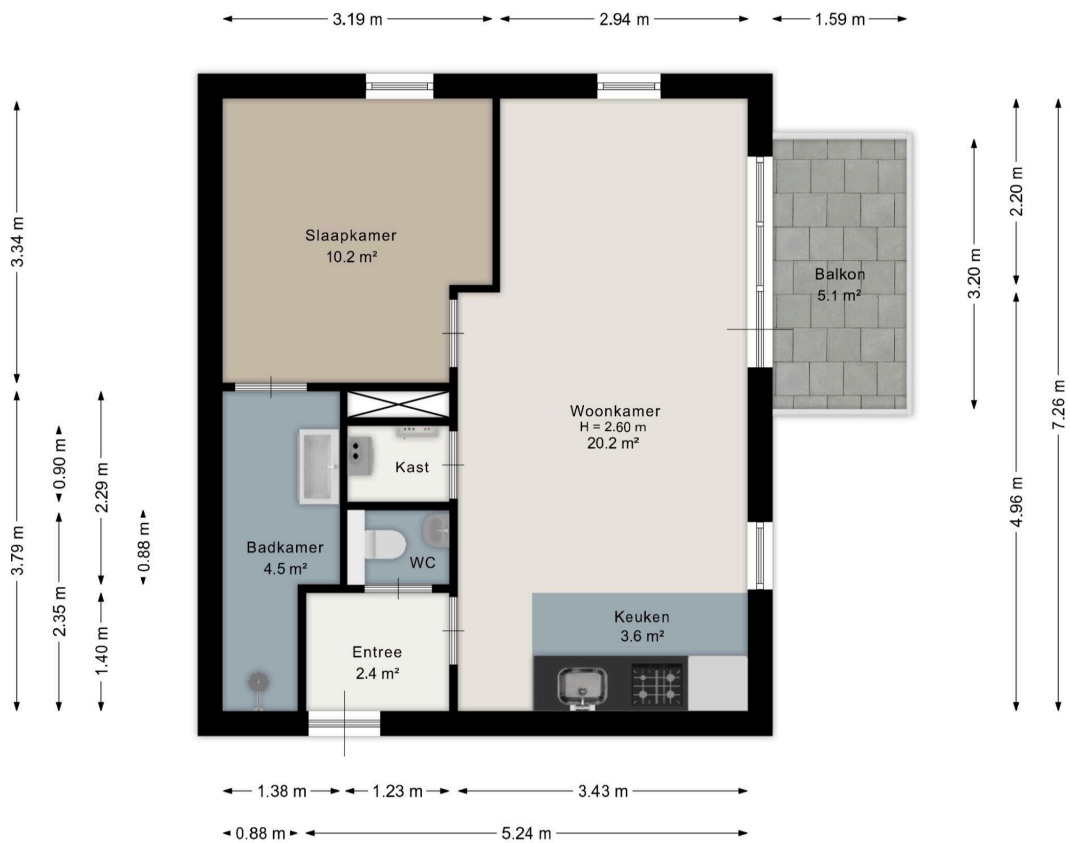 3.19 m
2.94 m
1.59 m
Slaapkamer
10.2 m²
3.34 m
2.20 m
7.26 m
3.20 m
Balkon
5.1 m²
Woonkamer
H = 2.60 m
20.2 m²
Kast
0.90 m
2.29 m
3.79 m
0.88 m
4.96 m
Badkamer
4.5 m²
WC
2.35 m
1.40 m
Entree
2.4 m²
Keuken
3.6 m²
1.38 m
1.23 m
3.43 m
0.88 m
5.24 m